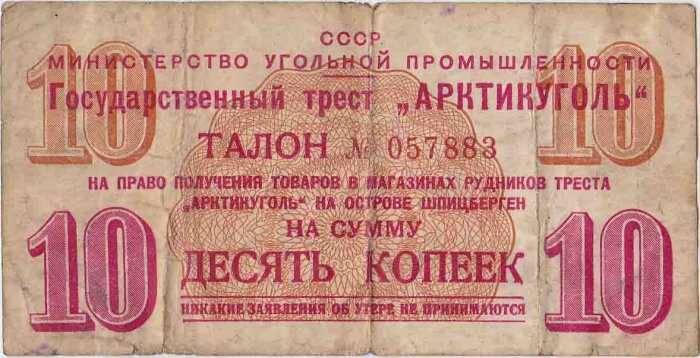 СССР
МИНИСТЕРСТВО УГОЛЬНОЙ ПРОМЫШЛЕННОСТИ
Государственный трест „АРКТИКУГОЛЬ“
10 10
ТАЛОН № 057883
НА ПРАВО ПОЛУЧЕНИЯ ТОВАРОВ В МАГАЗИНАХ РУДНИКОВ ТРЕСТА
„АРКТИКУГОЛЬ“ НА ОСТРОВЕ ШПИЦБЕРГЕН
НА СУММУ
10 ДЕСЯТЬ КОПЕЕК 10
НИКАКИЕ ЗАЯВЛЕНИЯ ОБ УТЕРЕ НЕ ПРИНИМАЮТСЯ